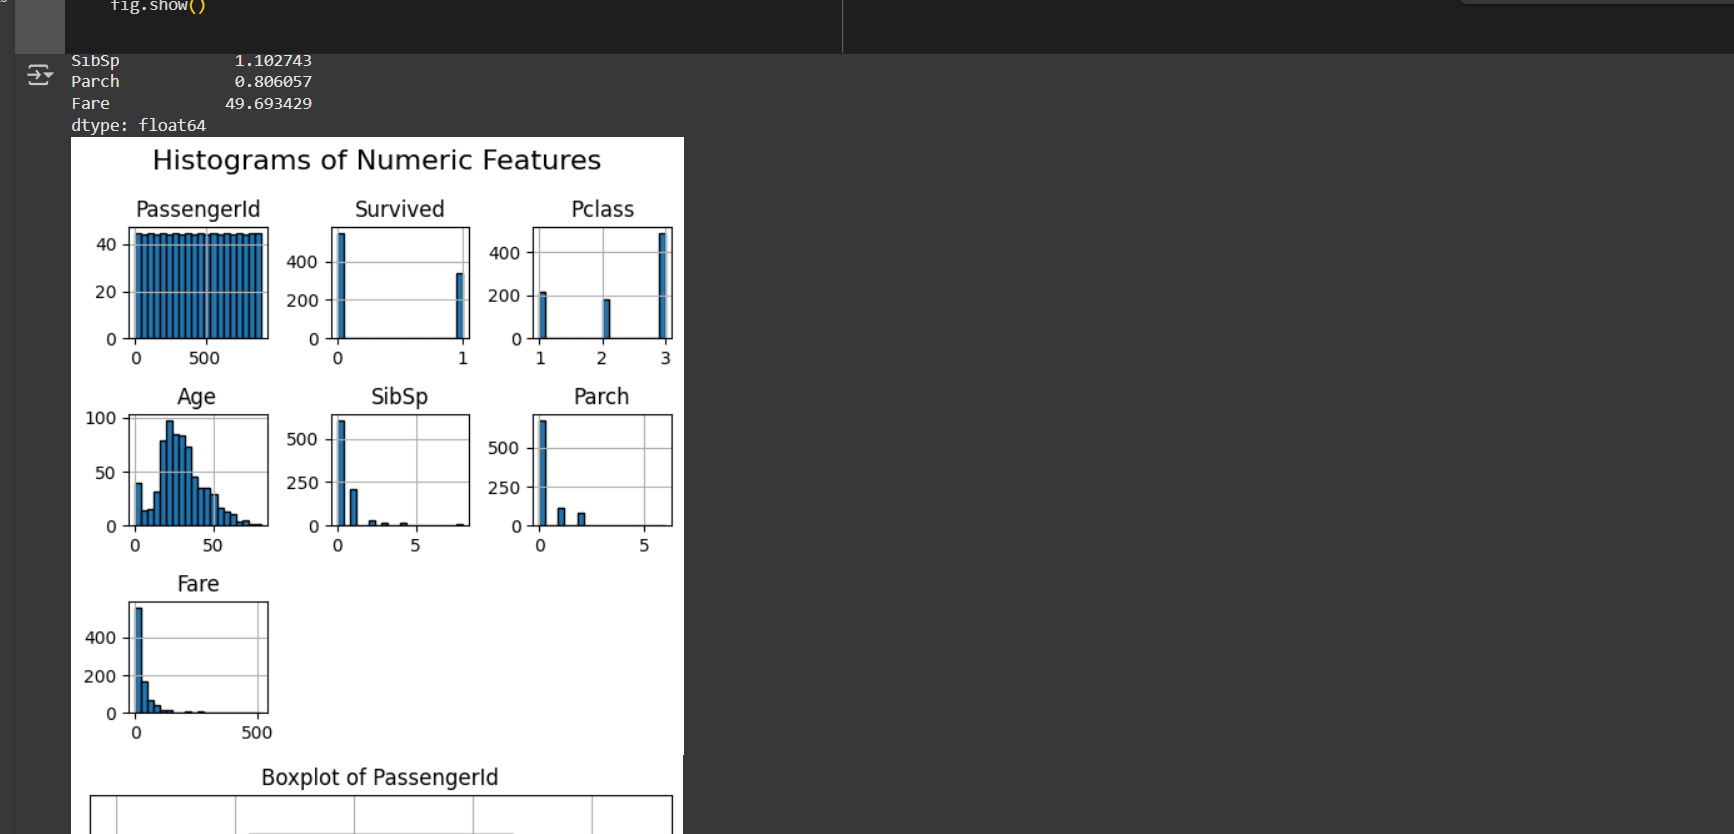 fig.show()
SibSp 1.102743
Parch 0.806057
Fare 49.693429
dtype: float64
Histograms of Numeric Features
PassengerId Survived Pclass
40
20
0
0 500
400
200
0
0 1
400
200
0
1 2 3
Age SibSp Parch
100
50
0
0 50
500
250
0
0 5
500
250
0
0 5
Fare
400
200
0
0 500
Boxplot of PassengerId